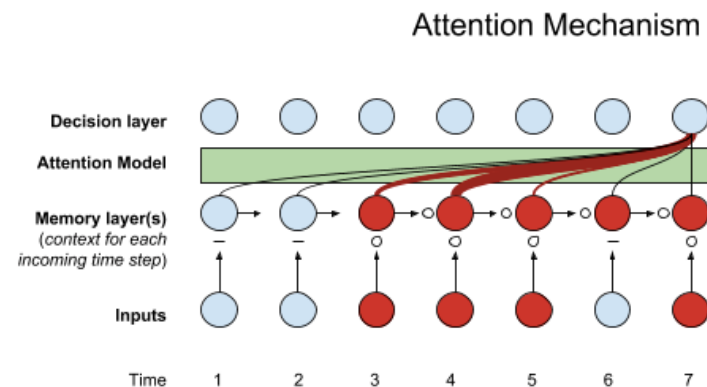 Attention Mechanism
Decision layer
Attention Model
Memory layer(s)
(context for each
incoming time step)
Inputs
Time 1 2 3 4 5 6 7